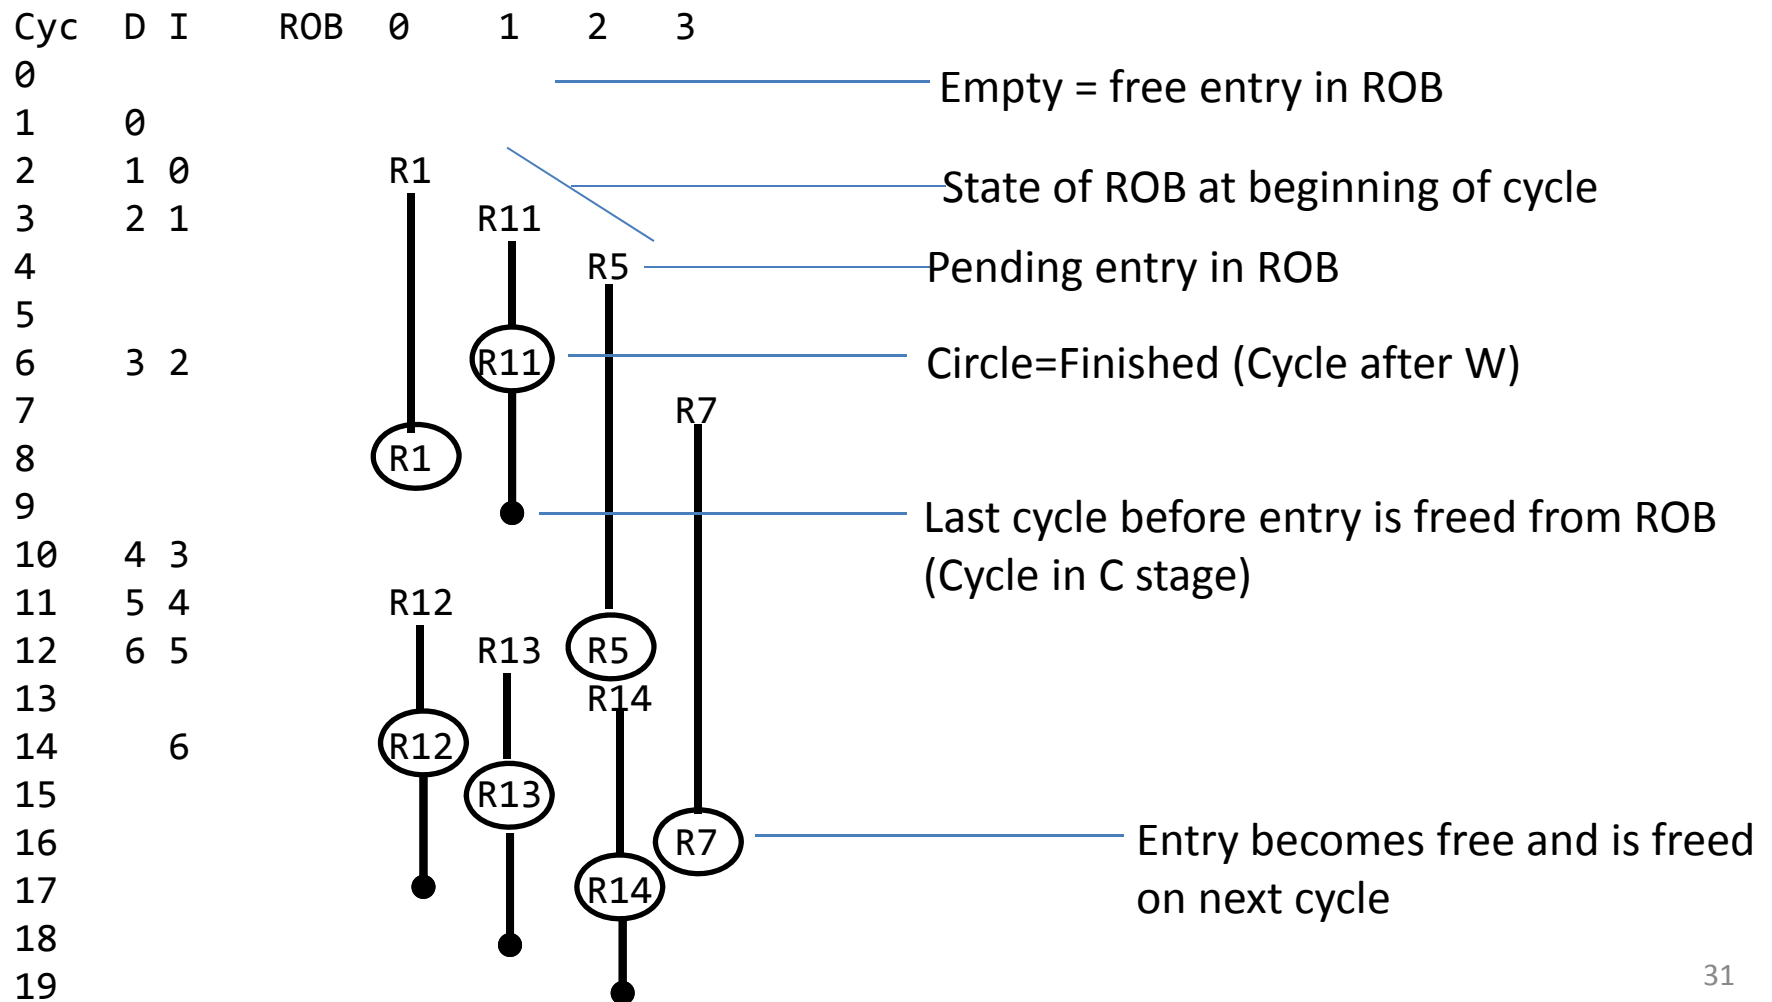 Cyc D I ROB 0 1 2 3
0
Empty = free entry in ROB
1 0
2 1 0 R1
State of ROB at beginning of cycle
3 2 1 R11
4 R5 Pending entry in ROB
5
6 3 2 R11 Circle=Finished (Cycle after W)
7 R7
8 R1
9
Last cycle before entry is freed from ROB
10 4 3
(Cycle in C stage)
11 5 4 R12
12 6 5 R13 R5
13 R14
14 6 R12
15 R13
16 R7 Entry becomes free and is freed
17 R14 on next cycle
18
19
31